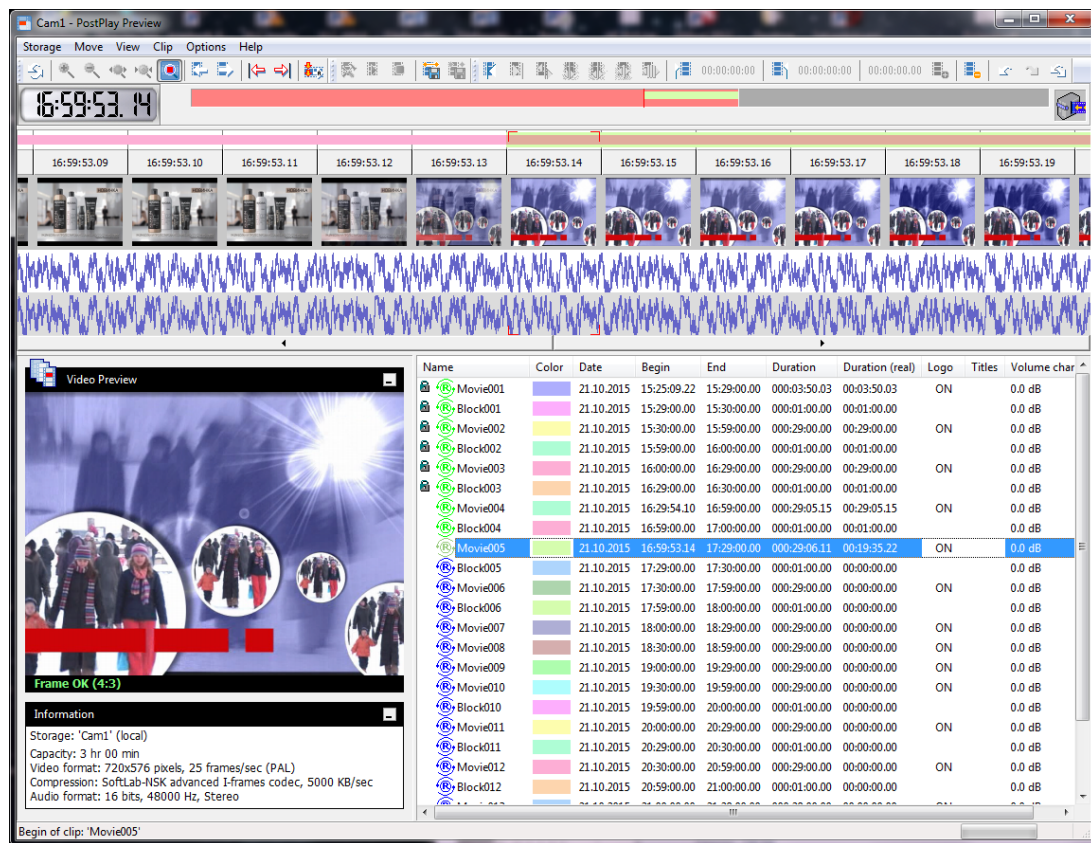 Cam1 - PostPlay Preview
Storage Move View Clip Options Help
00:00:00:00 00:00:00:00 00:00:00.00
16:59:53.14
16:59:53.09 16:59:53.10 16:59:53.11 16:59:53.12 16:59:53.13 16:59:53.14 16:59:53.15 16:59:53.16 16:59:53.17 16:59:53.18 16:59:53.19
Video Preview
Frame OK (4:3)
Information
Storage: 'Cam1' (local)
Capacity: 3 hr 00 min
Video format: 720x576 pixels, 25 frames/sec (PAL)
Compression: SoftLab-NSK advanced I-frames codec, 5000 KB/sec
Audio format: 16 bits, 48000 Hz, Stereo
Name Color Date Begin End Duration Duration (real) Logo Titles Volume char
R Movie001 21.10.2015 15:25:09.22 15:29:00.00 000:03:50.03 00:03:50.03 ON 0.0 dB
R Block001 21.10.2015 15:29:00.00 15:30:00.00 000:01:00.00 00:01:00.00 0.0 dB
R Movie002 21.10.2015 15:30:00.00 15:59:00.00 000:29:00.00 00:29:00.00 ON 0.0 dB
R Block002 21.10.2015 15:59:00.00 16:00:00.00 000:01:00.00 00:01:00.00 0.0 dB
R Movie003 21.10.2015 16:00:00.00 16:29:00.00 000:29:00.00 00:29:00.00 ON 0.0 dB
R Block003 21.10.2015 16:29:00.00 16:30:00.00 000:01:00.00 00:01:00.00 0.0 dB
R Movie004 21.10.2015 16:29:54.10 16:59:00.00 000:29:05.15 00:29:05.15 ON 0.0 dB
R Block004 21.10.2015 16:59:00.00 17:00:00.00 000:01:00.00 00:01:00.00 0.0 dB
R Movie005 21.10.2015 16:59:53.14 17:29:00.00 000:29:06.11 00:19:35.22 ON 0.0 dB
R Block005 21.10.2015 17:29:00.00 17:30:00.00 000:01:00.00 00:00:00.00 0.0 dB
R Movie006 21.10.2015 17:30:00.00 17:59:00.00 000:29:00.00 00:00:00.00 ON 0.0 dB
R Block006 21.10.2015 17:59:00.00 18:00:00.00 000:01:00.00 00:00:00.00 0.0 dB
R Movie007 21.10.2015 18:00:00.00 18:29:00.00 000:29:00.00 00:00:00.00 ON 0.0 dB
R Movie008 21.10.2015 18:30:00.00 18:59:00.00 000:29:00.00 00:00:00.00 ON 0.0 dB
R Movie009 21.10.2015 19:00:00.00 19:29:00.00 000:29:00.00 00:00:00.00 ON 0.0 dB
R Movie010 21.10.2015 19:30:00.00 19:59:00.00 000:29:00.00 00:00:00.00 ON 0.0 dB
R Block010 21.10.2015 19:59:00.00 20:00:00.00 000:01:00.00 00:00:00.00 0.0 dB
R Movie011 21.10.2015 20:00:00.00 20:29:00.00 000:29:00.00 00:00:00.00 ON 0.0 dB
R Block011 21.10.2015 20:29:00.00 20:30:00.00 000:01:00.00 00:00:00.00 0.0 dB
R Movie012 21.10.2015 20:30:00.00 20:59:00.00 000:29:00.00 00:00:00.00 ON 0.0 dB
R Block012 21.10.2015 20:59:00.00 21:00:00.00 000:01:00.00 00:00:00.00 0.0 dB
Begin of clip: 'Movie005'